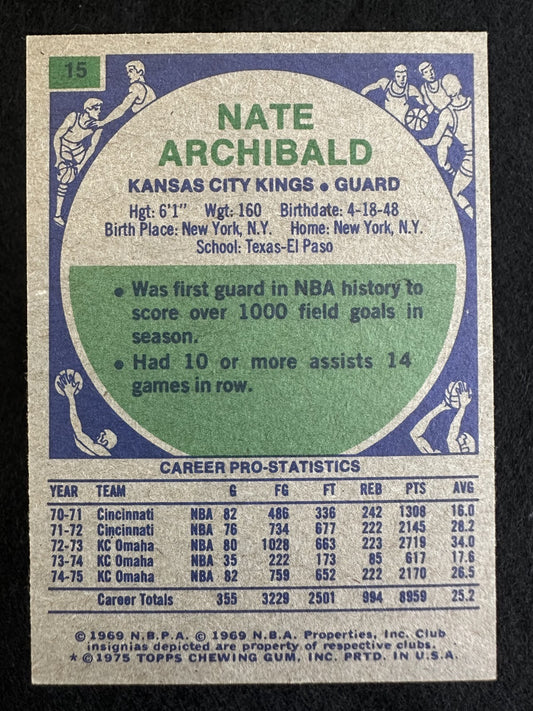 15
NATE
ARCHIBALD
KANSAS CITY KINGS • GUARD
Hgt: 6'1" Wgt: 160 Birthdate: 4-18-48
Birth Place: New York, N.Y. Home: New York, N.Y.
School: Texas-El Paso
• Was first guard in NBA history to
score over 1000 field goals in
season.
• Had 10 or more assists 14
games in row.
CAREER PRO-STATISTICS
YEAR TEAM G FG FT REB PTS AVG
70-71 Cincinnati NBA 82 486 336 242 1308 16.0
71-72 Cincinnati NBA 76 734 677 222 2145 28.2
72-73 KC Omaha NBA 80 1028 663 223 2719 34.0
73-74 KC Omaha NBA 35 222 173 85 617 17.6
74-75 KC Omaha NBA 82 759 652 222 2170 26.5
Career Totals 355 3229 2501 994 8959 25.2
© 1969 N.B.P.A. © 1969 N.B.A. Properties, Inc. Club
insignias depicted are property of respective clubs.
* © 1975 TOPPS CHEWING GUM, INC. PRTD. IN U.S.A.